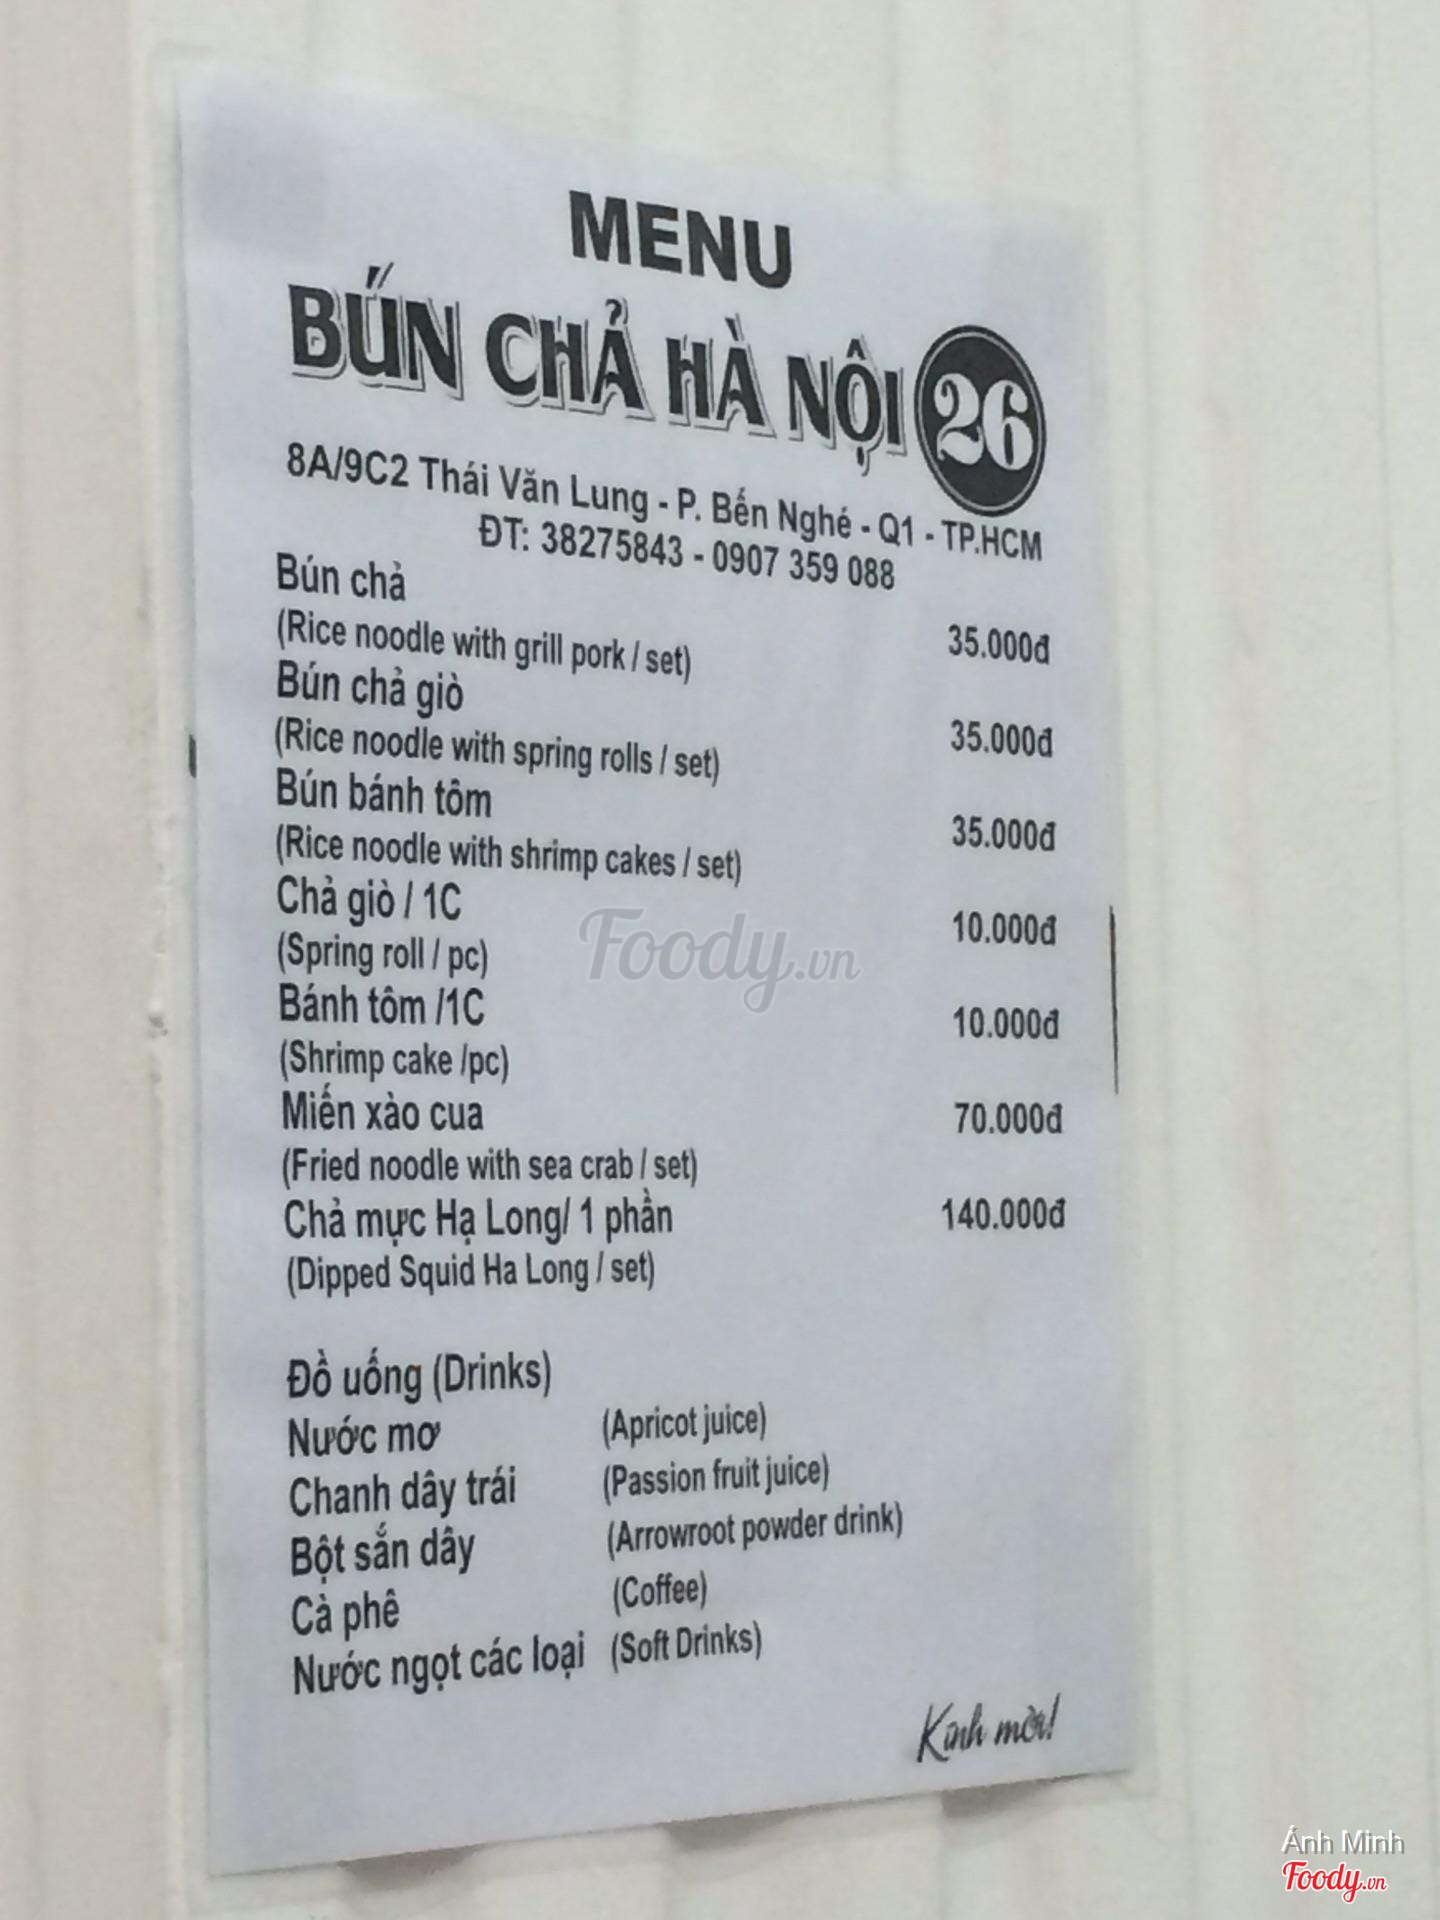 MENU
BÚN CHẢ HÀ NỘI 26
8A/9C2 Thái Văn Lung - P. Bến Nghé - Q1 - TP.HCM
ĐT: 38275843 - 0907 359 088
Bún chả
(Rice noodle with grill pork / set) 35.000đ
Bún chả giò
(Rice noodle with spring rolls / set) 35.000đ
Bún bánh tôm
(Rice noodle with shrimp cakes / set) 35.000đ
Chả giò / 1C 10.000đ
(Spring roll / pc)
Bánh tôm /1C 10.000đ
(Shrimp cake /pc)
Miến xào cua 70.000đ
(Fried noodle with sea crab / set)
Chả mực Hạ Long/ 1 phần 140.000đ
(Dipped Squid Ha Long / set)
Đồ uống (Drinks)
Nước mơ (Apricot juice)
Chanh dây trái (Passion fruit juice)
Bột sắn dây (Arrowroot powder drink)
Cà phê (Coffee)
Nước ngọt các loại (Soft Drinks)
Kính mời!
Foody.vn
Ánh Minh
Foody.vn